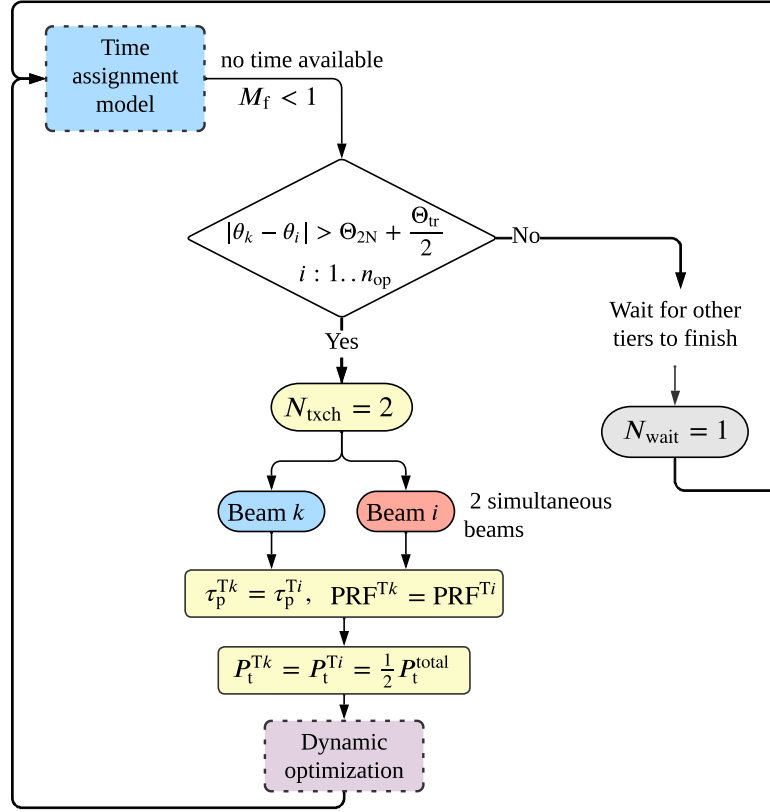 Time
assignment
model
no time available
M_f < 1
|θ_k − θ_i| > Θ_2N + Θ_tr/2
i : 1..n_op
No
Yes
Wait for other
tiers to finish
N_txch = 2
N_wait = 1
Beam k
Beam i
2 simultaneous
beams
τ_p^Tk = τ_p^Ti, PRF^Tk = PRF^Ti
P_t^Tk = P_t^Ti = 1/2 P_t^total
Dynamic
optimization